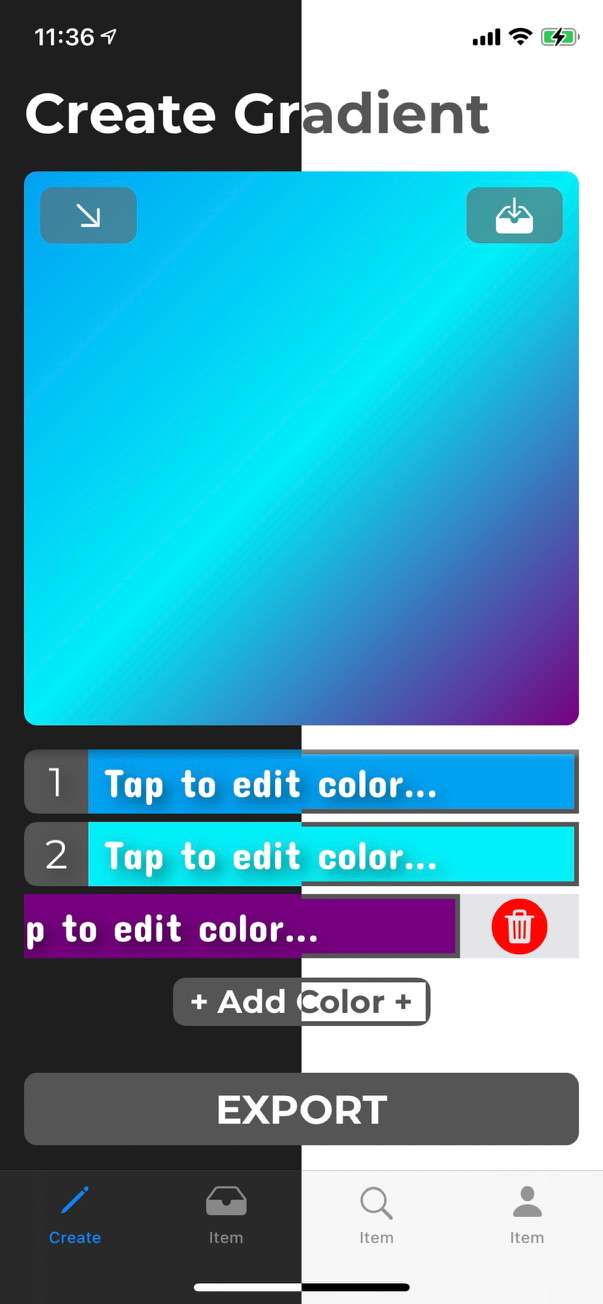 11:36
Create Gradient
1 Tap to edit color...
2 Tap to edit color...
p to edit color...
+ Add Color +
EXPORT
Create Item Item Item